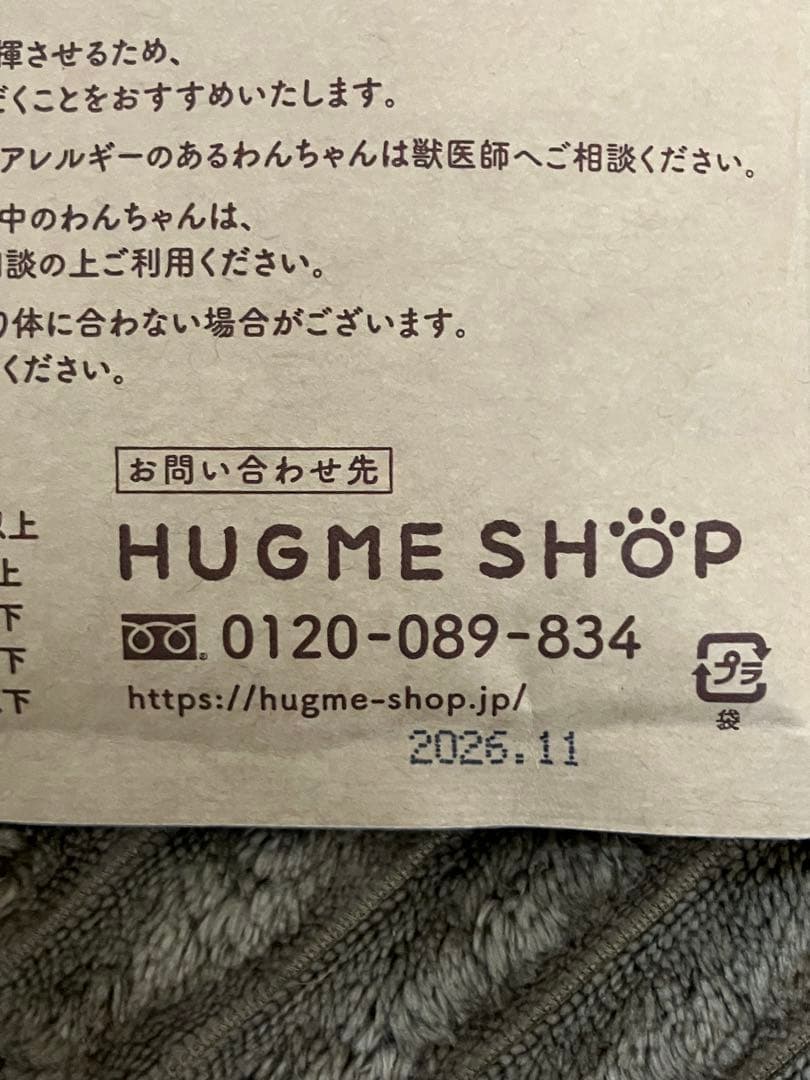 揮させるため、
だくことをおすすめいたします。
アレルギーのあるわんちゃんは獣医師へご相談ください。
中のわんちゃんは、
相談の上ご利用ください。
り体に合わない場合がございます。
ください。
お問い合わせ先
以上
HUGME SHOP
上
下
0120-089-834
下
プラ
https://hugme-shop.jp/
下
袋
2026.11